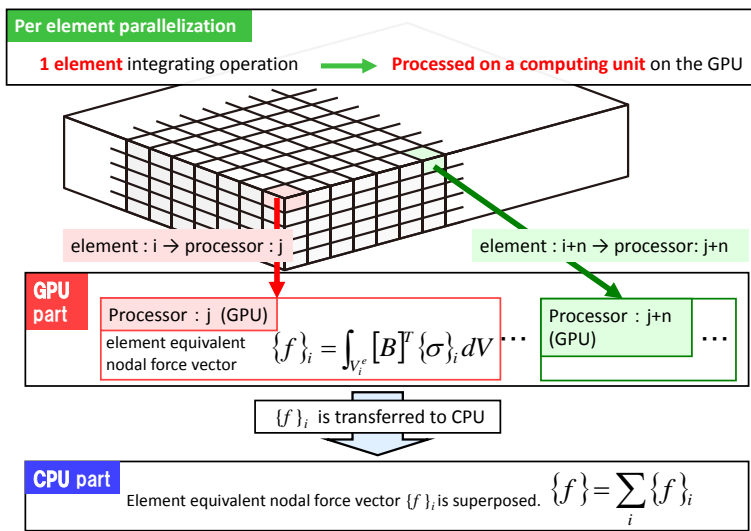 Per element parallelization
1 element integrating operation → Processed on a computing unit on the GPU
element : i → processor : j
element : i+n → processor: j+n
GPU part
Processor : j (GPU)
element equivalent
nodal force vector
{f}_i = ∫_{V_i^e} [B]^T {σ}_i dV
...
Processor : j+n
(GPU)
...
{f}_i is transferred to CPU
CPU part
Element equivalent nodal force vector {f}_i is superposed.
{f} = ∑_i {f}_i